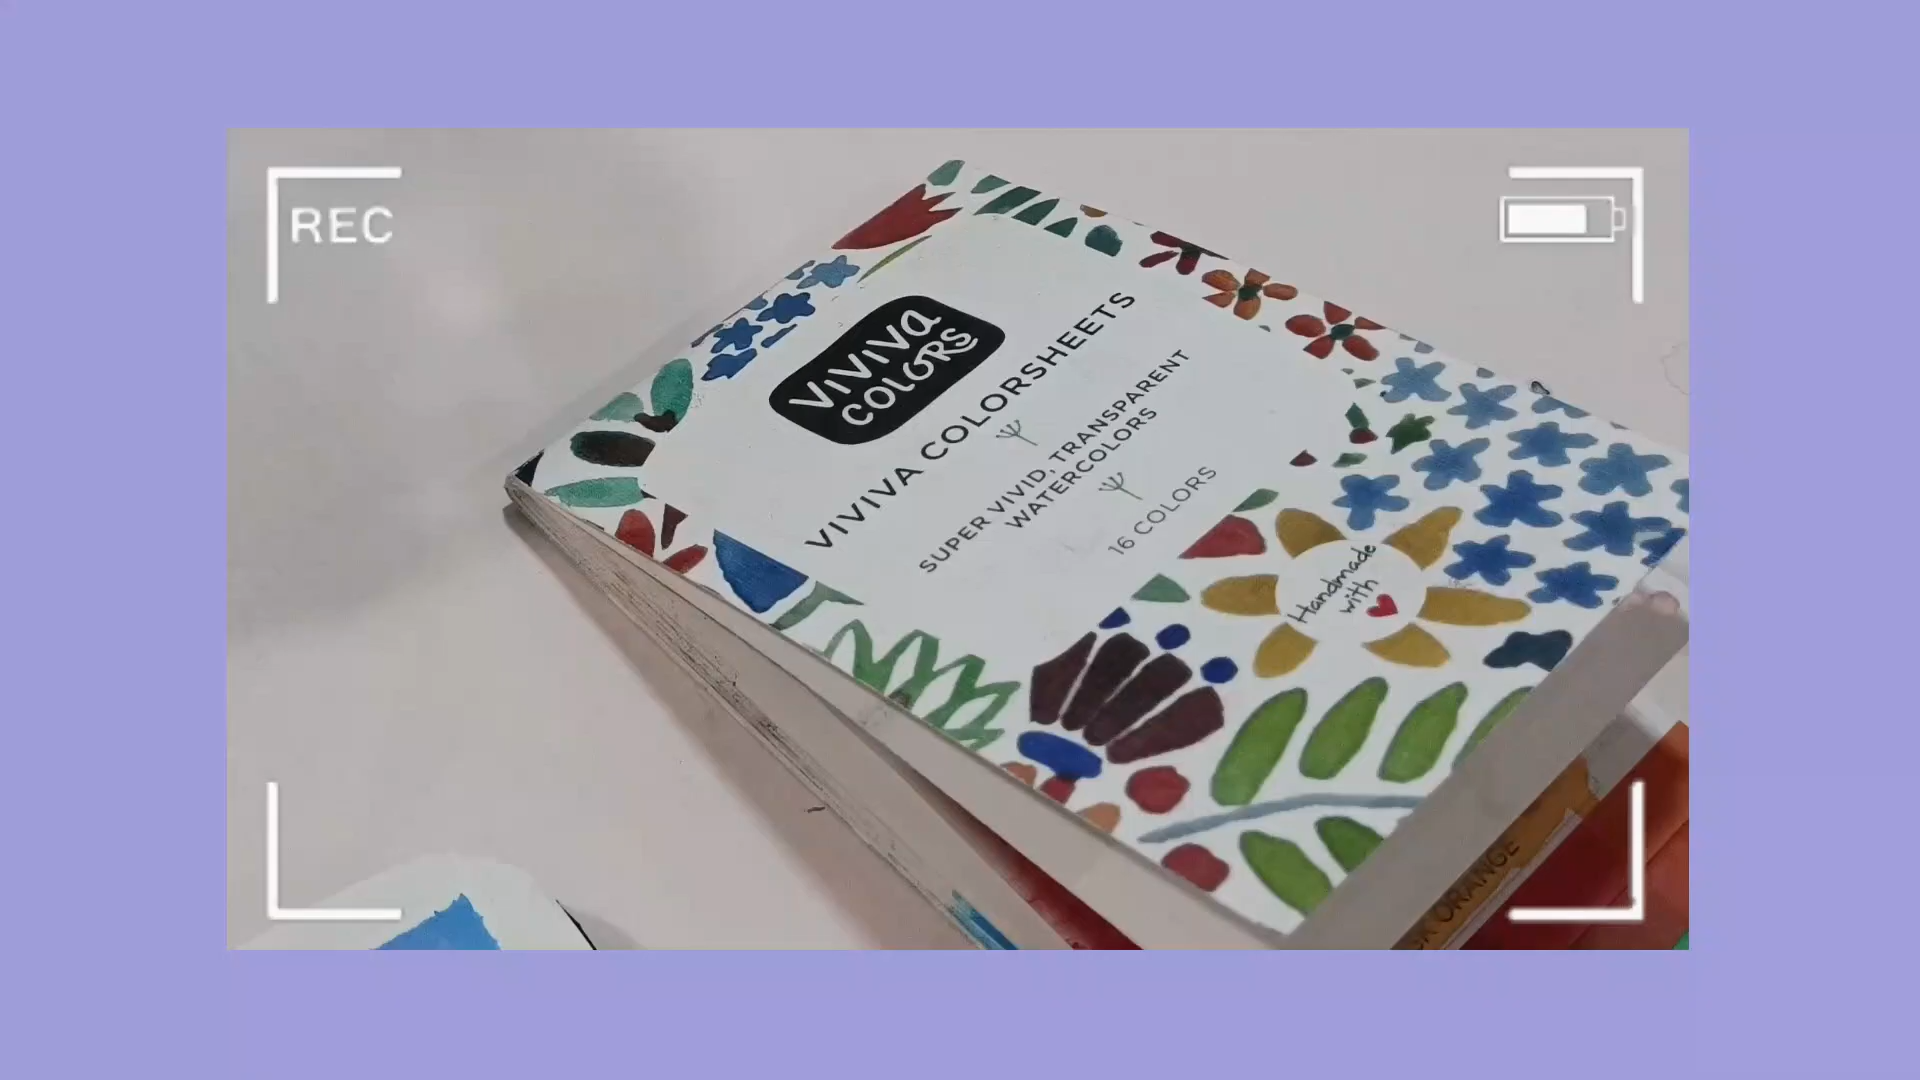 REC
VIVIVA
COLORS
VIVIVA COLORSHEETS
SUPER VIVID, TRANSPARENT
WATERCOLORS
16 COLORS
Handmade
with
ORANGE